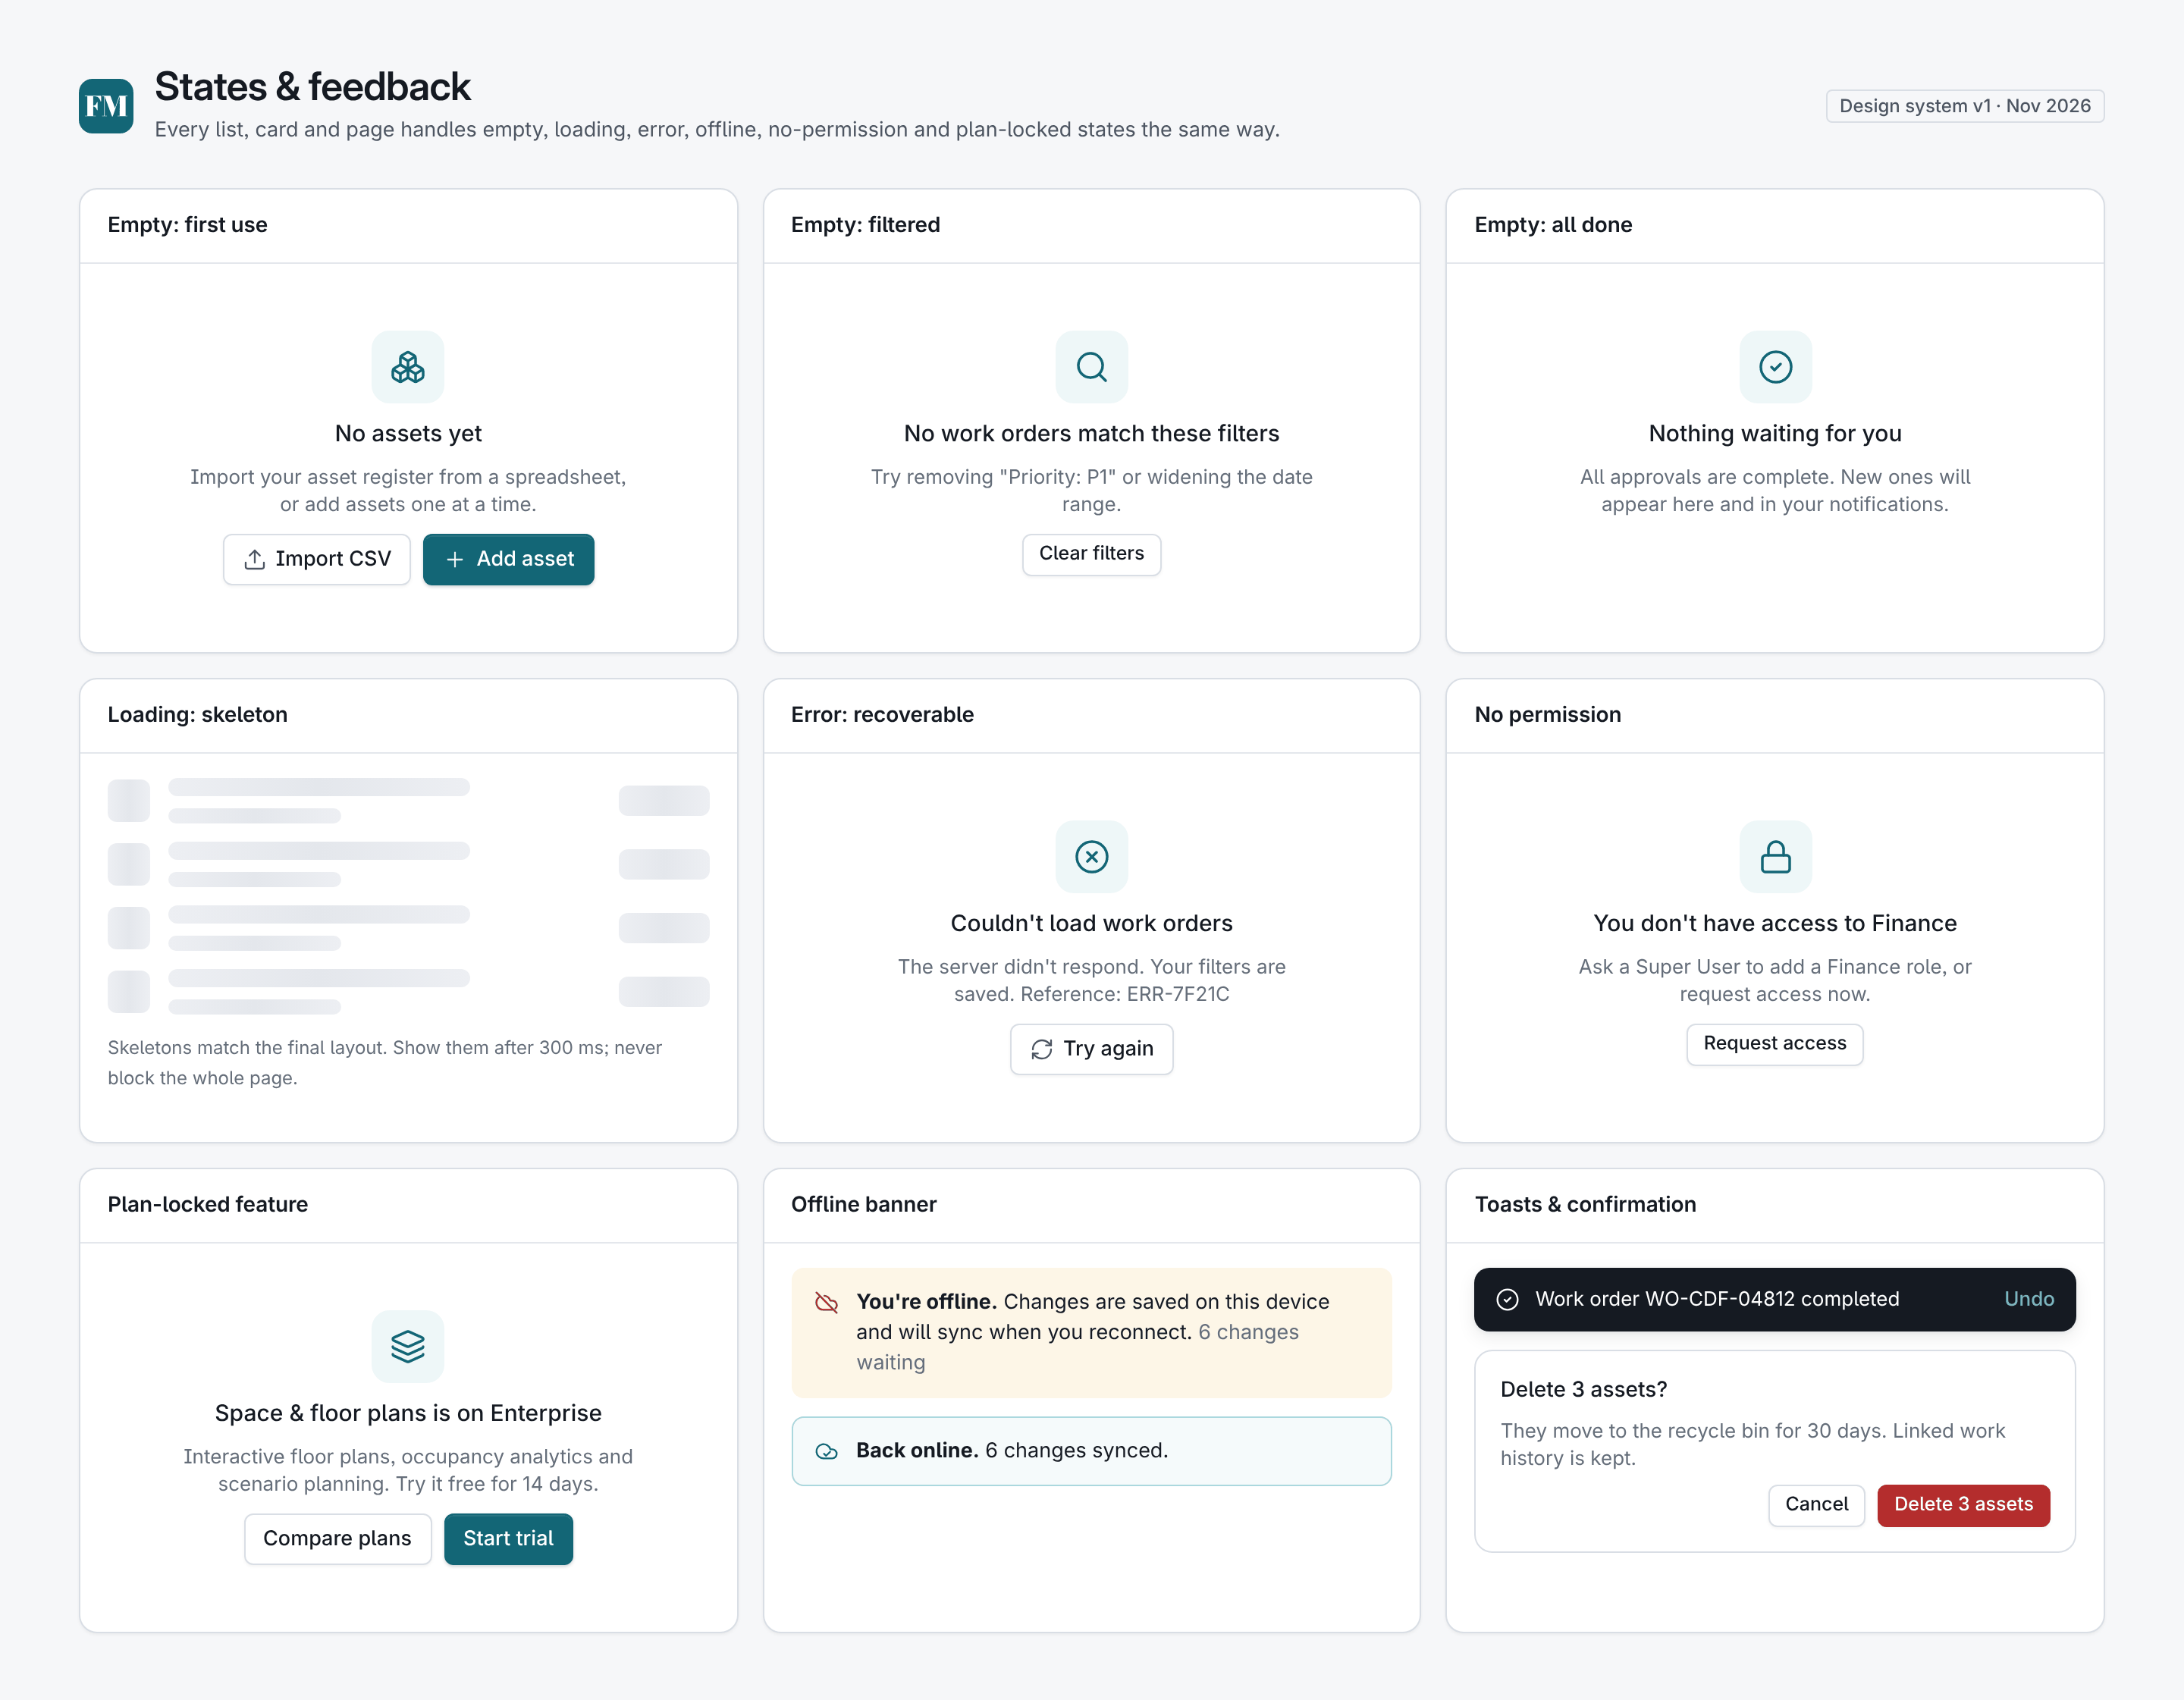 FM
States & feedback
Every list, card and page handles empty, loading, error, offline, no-permission and plan-locked states the same way.
Design system v1 · Nov 2026
Empty: first use
No assets yet
Import your asset register from a spreadsheet,
or add assets one at a time.
Import CSV
Add asset
Empty: filtered
No work orders match these filters
Try removing "Priority: P1" or widening the date
range.
Clear filters
Empty: all done
Nothing waiting for you
All approvals are complete. New ones will
appear here and in your notifications.
Loading: skeleton
Skeletons match the final layout. Show them after 300 ms; never
block the whole page.
Error: recoverable
Couldn't load work orders
The server didn't respond. Your filters are
saved. Reference: ERR-7F21C
Try again
No permission
You don't have access to Finance
Ask a Super User to add a Finance role, or
request access now.
Request access
Plan-locked feature
Space & floor plans is on Enterprise
Interactive floor plans, occupancy analytics and
scenario planning. Try it free for 14 days.
Compare plans
Start trial
Offline banner
You're offline. Changes are saved on this device
and will sync when you reconnect. 6 changes
waiting
Back online. 6 changes synced.
Toasts & confirmation
Work order WO-CDF-04812 completed
Undo
Delete 3 assets?
They move to the recycle bin for 30 days. Linked work
history is kept.
Cancel
Delete 3 assets